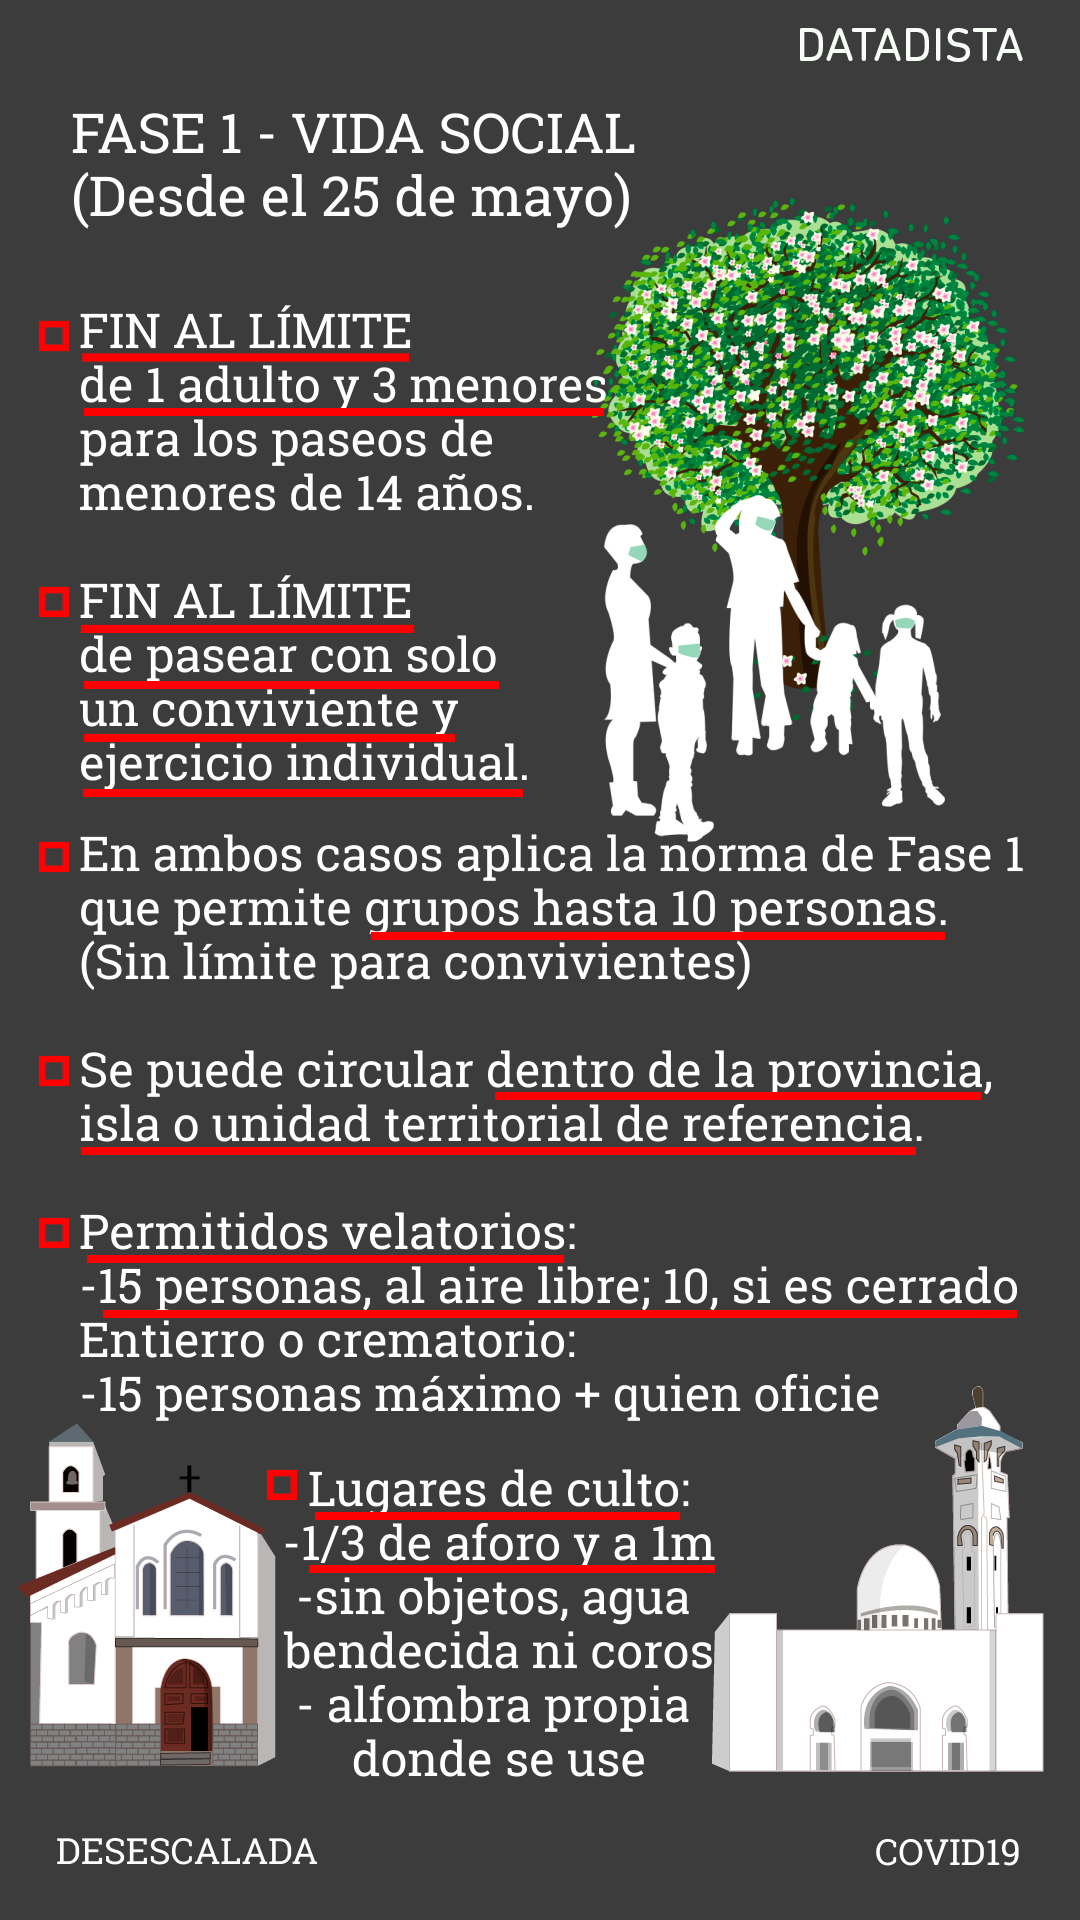 DATADISTA
FASE 1 - VIDA SOCIAL
(Desde el 25 de mayo)
FIN AL LÍMITE
de 1 adulto y 3 menores
para los paseos de
menores de 14 años.
FIN AL LÍMITE
de pasear con solo
un conviviente y
ejercicio individual.
En ambos casos aplica la norma de Fase 1
que permite grupos hasta 10 personas.
(Sin límite para convivientes)
Se puede circular dentro de la provincia,
isla o unidad territorial de referencia.
Permitidos velatorios:
-15 personas, al aire libre; 10, si es cerrado
Entierro o crematorio:
-15 personas máximo + quien oficie
Lugares de culto:
-1/3 de aforo y a 1m
-sin objetos, agua
bendecida ni coros
- alfombra propia
donde se use
DESESCALADA
COVID19